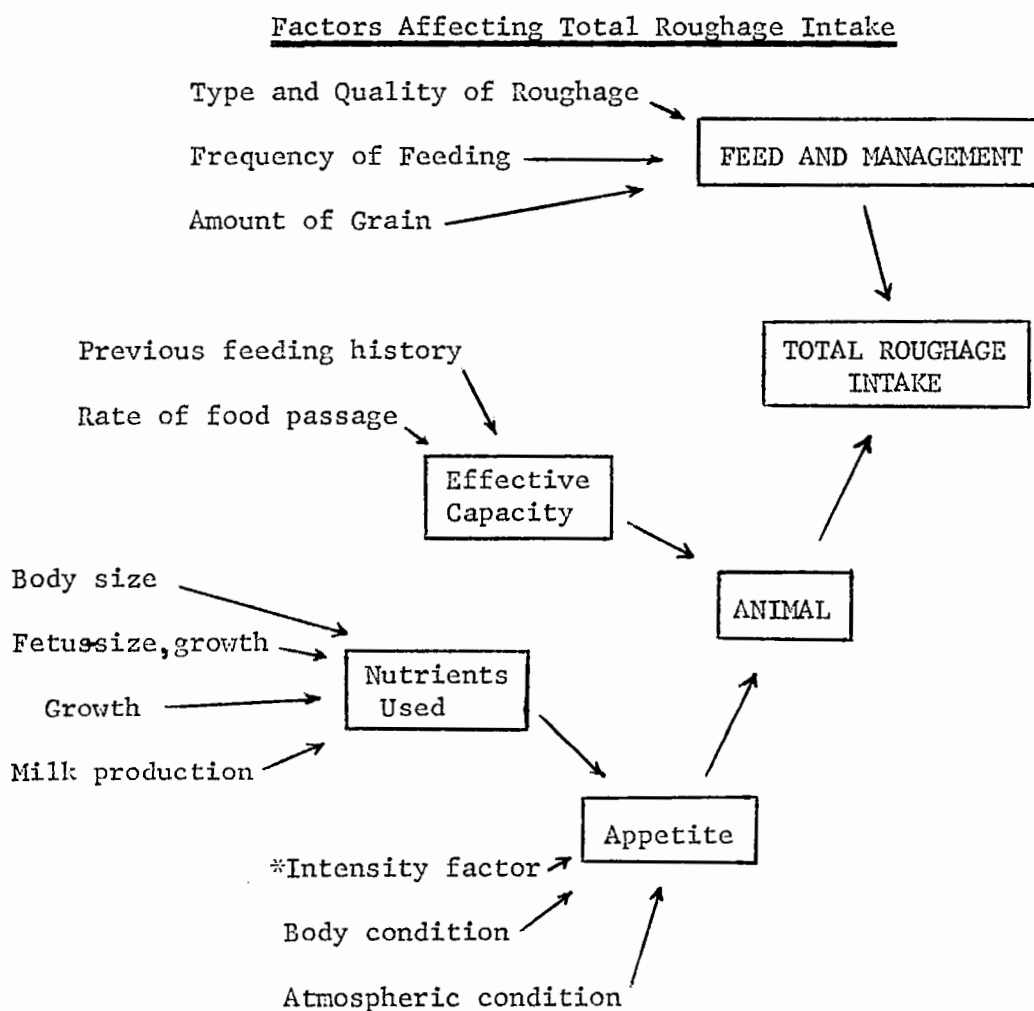 Factors Affecting Total Roughage Intake
Type and Quality of Roughage
FEED AND MANAGEMENT
Frequency of Feeding
Amount of Grain
TOTAL ROUGHAGE
INTAKE
Previous feeding history
Rate of food passage
Effective
Capacity
Body size
ANIMAL
Fetus-size,growth
Nutrients
Used
Growth
Milk production
Appetite
*Intensity factor
Body condition
Atmospheric condition